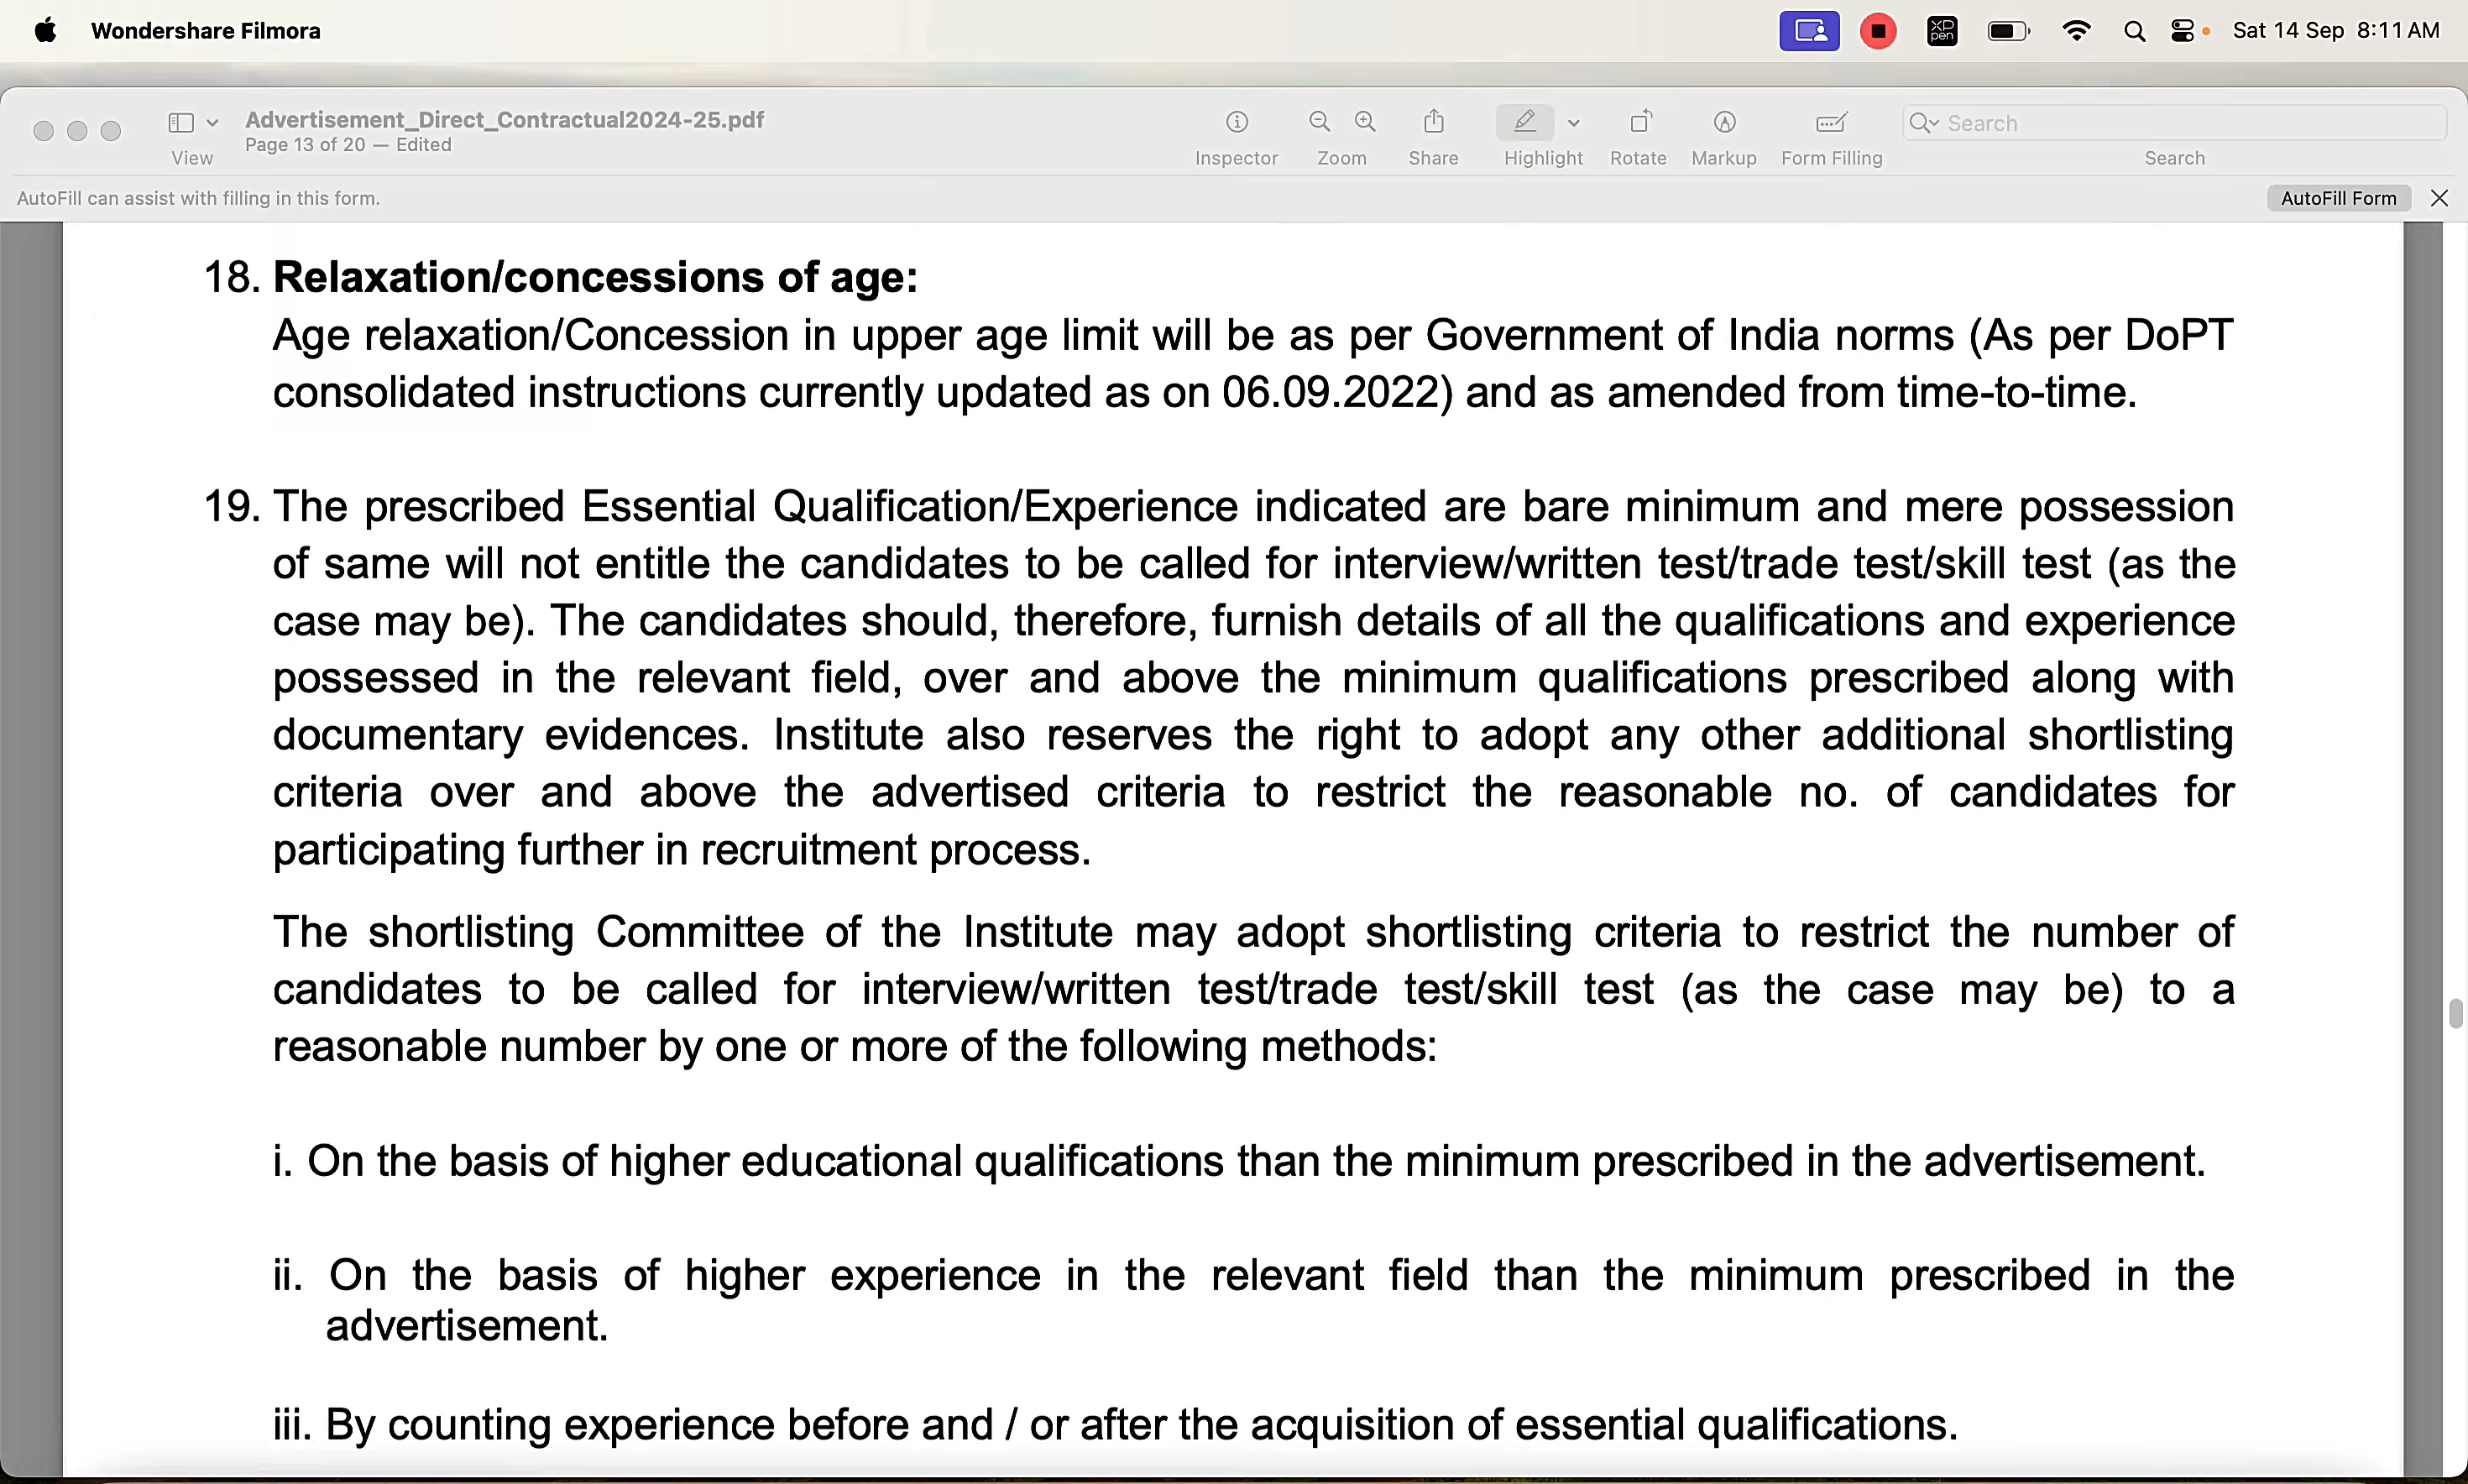 Wondershare Filmora
XP pen
Sat 14 Sep 8:11 AM
Advertisement_Direct_Contractual2024-25.pdf
Page 13 of 20 — Edited
View
Inspector
Zoom
Share
Highlight
Rotate
Markup
Form Filling
Search
Search
AutoFill can assist with filling in this form.
AutoFill Form
18. Relaxation/concessions of age:
Age relaxation/Concession in upper age limit will be as per Government of India norms (As per DoPT
consolidated instructions currently updated as on 06.09.2022) and as amended from time-to-time.
19. The prescribed Essential Qualification/Experience indicated are bare minimum and mere possession
of same will not entitle the candidates to be called for interview/written test/trade test/skill test (as the
case may be). The candidates should, therefore, furnish details of all the qualifications and experience
possessed in the relevant field, over and above the minimum qualifications prescribed along with
documentary evidences. Institute also reserves the right to adopt any other additional shortlisting
criteria over and above the advertised criteria to restrict the reasonable no. of candidates for
participating further in recruitment process.
The shortlisting Committee of the Institute may adopt shortlisting criteria to restrict the number of
candidates to be called for interview/written test/trade test/skill test (as the case may be) to a
reasonable number by one or more of the following methods:
i. On the basis of higher educational qualifications than the minimum prescribed in the advertisement.
ii. On the basis of higher experience in the relevant field than the minimum prescribed in the
advertisement.
iii. By counting experience before and / or after the acquisition of essential qualifications.